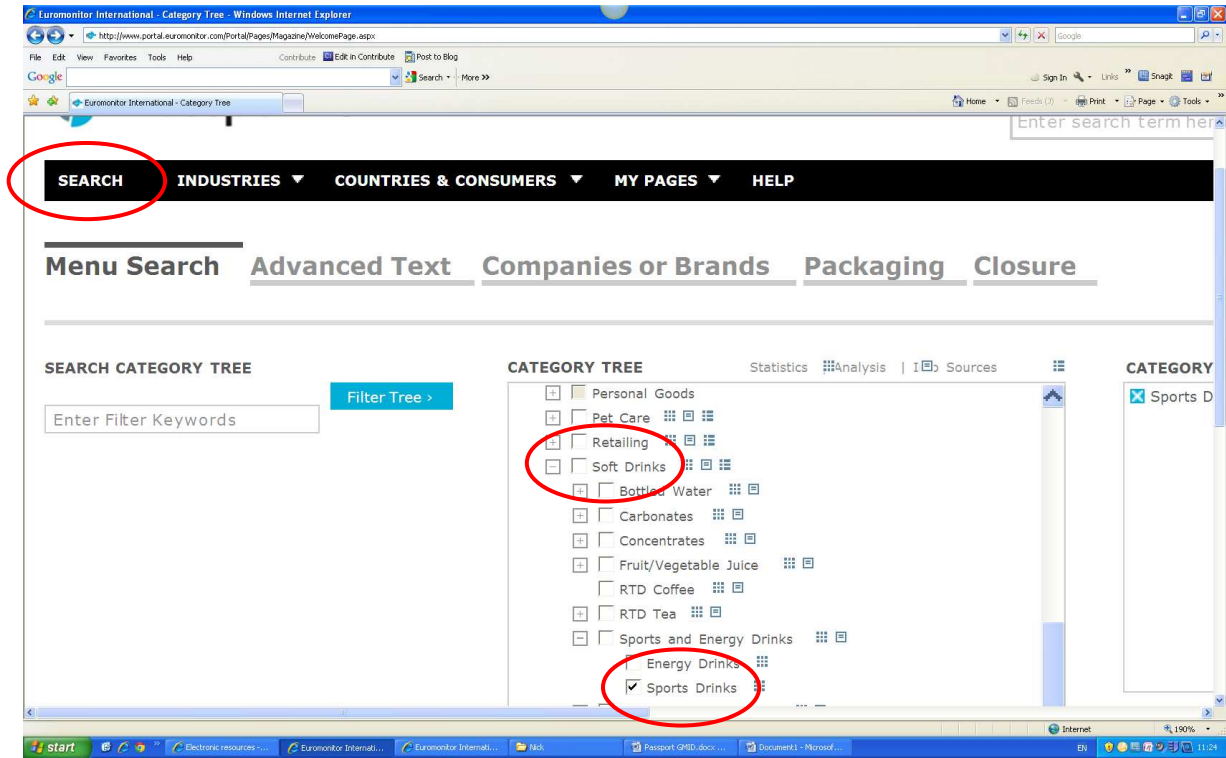 Euromonitor International - Category Tree - Windows Internet Explorer
http://www.portal.euromonitor.com/Portal/Pages/Magazine/WelcomePage.aspx
Google
File Edit View Favorites Tools Help Contribute Edit in Contribute Post to Blog
Google Search More >> Sign In Links " Snagit
Euromonitor International - Category Tree Home Feeds (J) Print Page Tools "
Enter search term her
SEARCH INDUSTRIES COUNTRIES & CONSUMERS MY PAGES HELP
Menu Search Advanced Text Companies or Brands Packaging Closure
SEARCH CATEGORY TREE CATEGORY TREE Statistics Analysis | Sources CATEGORY
Filter Tree ›
Enter Filter Keywords
Personal Goods
Sports D
Pet Care
Retailing
Soft Drinks
Bottled Water
Carbonates
Concentrates
Fruit/Vegetable Juice
RTD Coffee
RTD Tea
Sports and Energy Drinks
Energy Drinks
Sports Drinks
Internet 190%
start Electronic resources -... Euromonitor Internati... Euromonitor Internati... Nick Passport GMID.docx ... Document1 - Microsof... EN 11:24